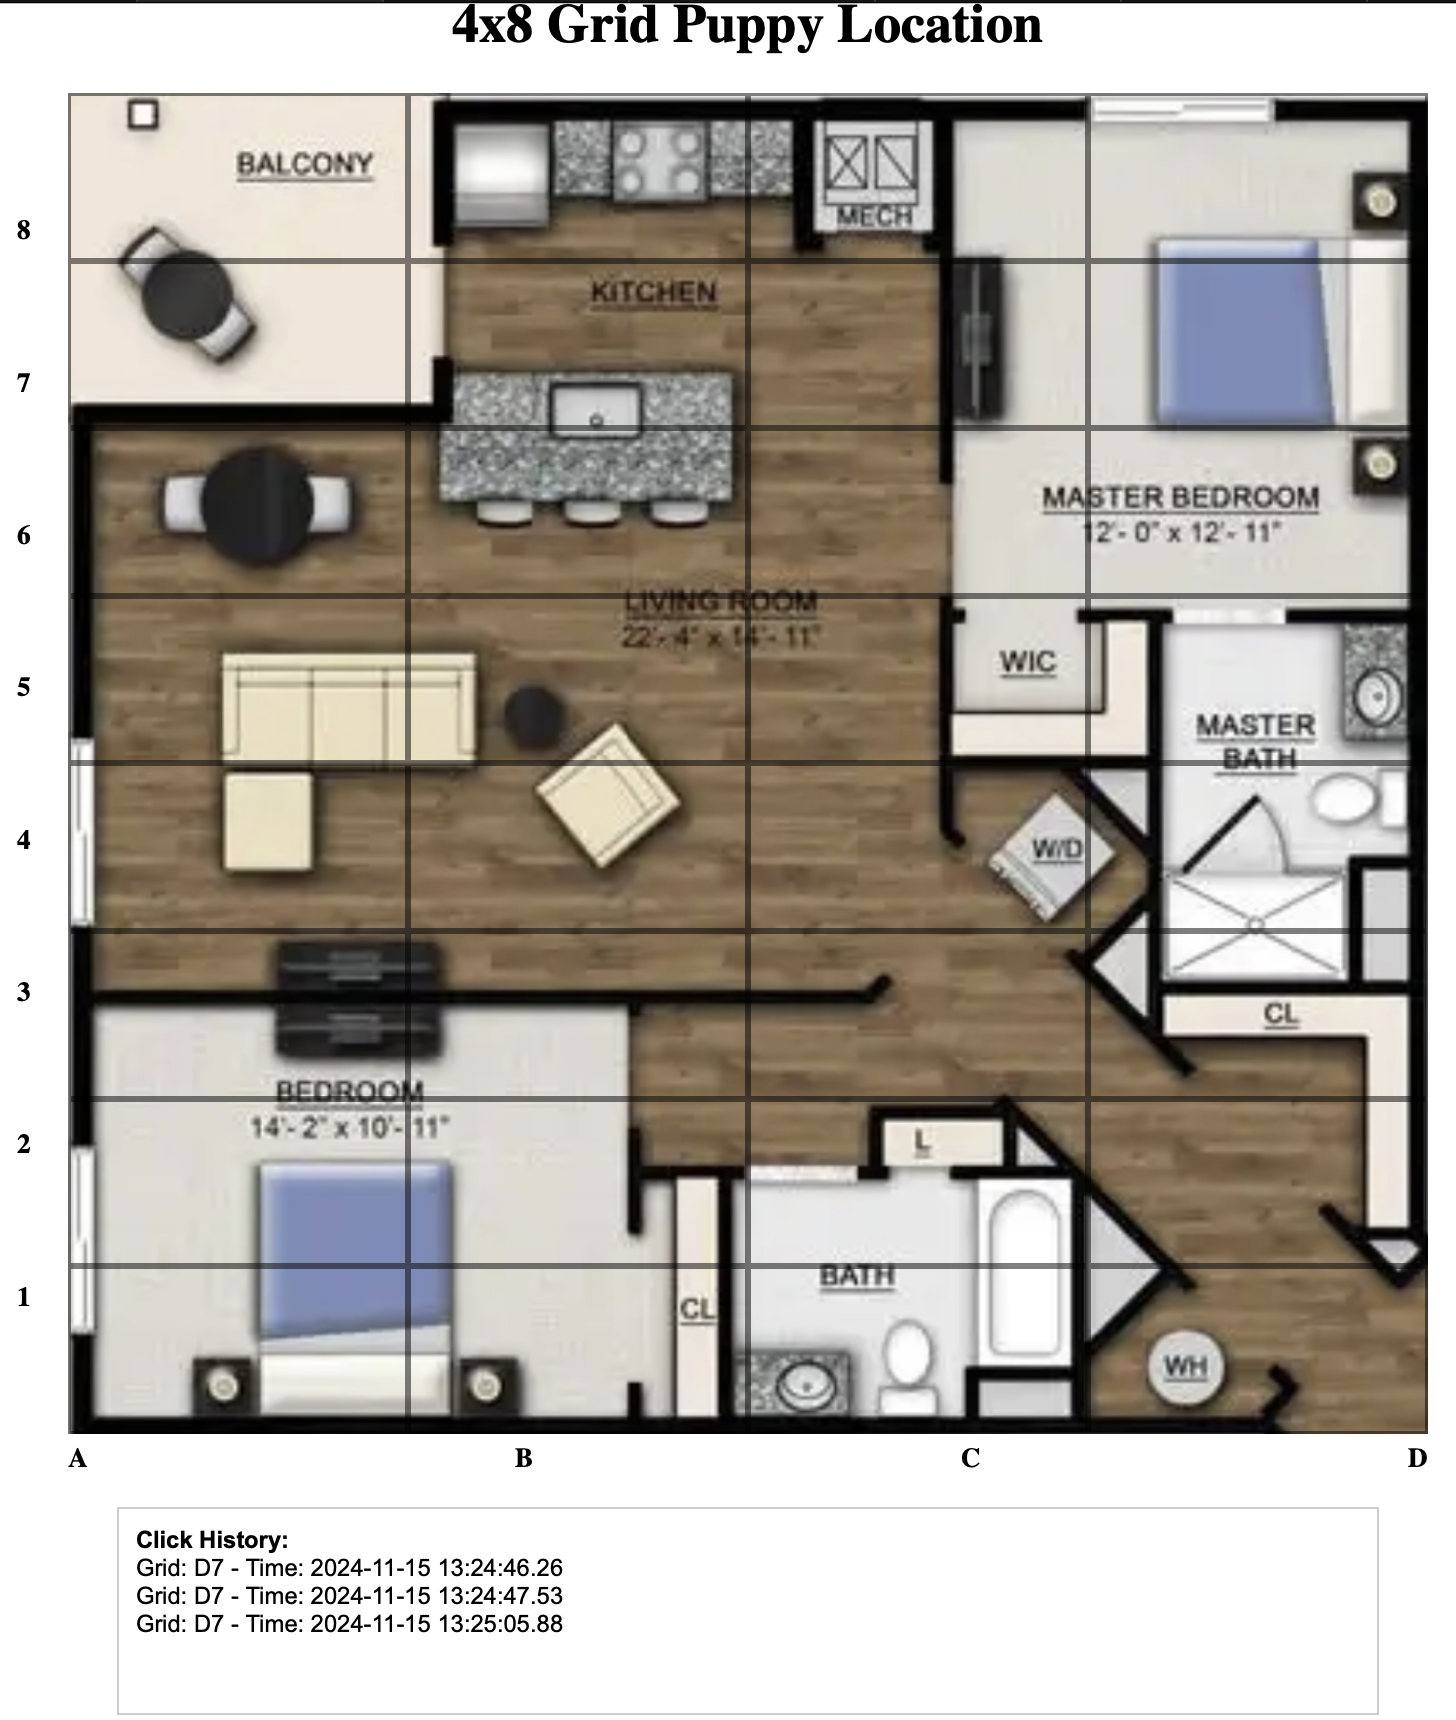 4x8 Grid Puppy Location
BALCONY
8
MECH
KITCHEN
7
6
MASTER BEDROOM
12'- 0" x 12'- 11"
LIVING ROOM
22'- 4" x 14'- 11"
WIC
5
MASTER
BATH
4
W/D
3
CL
BEDROOM
14'- 2" x 10'- 11"
2
L
1
BATH
CL
WH
A B C D
Click History:
Grid: D7 - Time: 2024-11-15 13:24:46.26
Grid: D7 - Time: 2024-11-15 13:24:47.53
Grid: D7 - Time: 2024-11-15 13:25:05.88